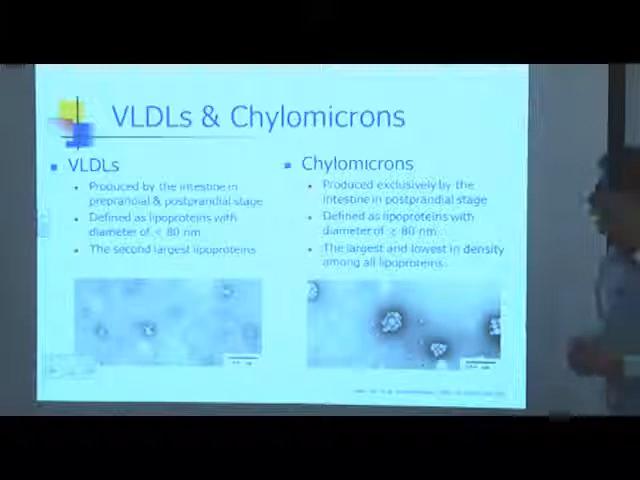 VLDLs & Chylomicrons
VLDLs
Produced by the intestine in
preprandial & postprandial stage
Defined as lipoproteins with
diameter of < 80 nm
The second largest lipoproteins
Chylomicrons
Produced exclusively by the
intestine in postprandial stage
Defined as lipoproteins with
diameter of ≥ 80 nm
The largest and lowest in density
among all lipoproteins